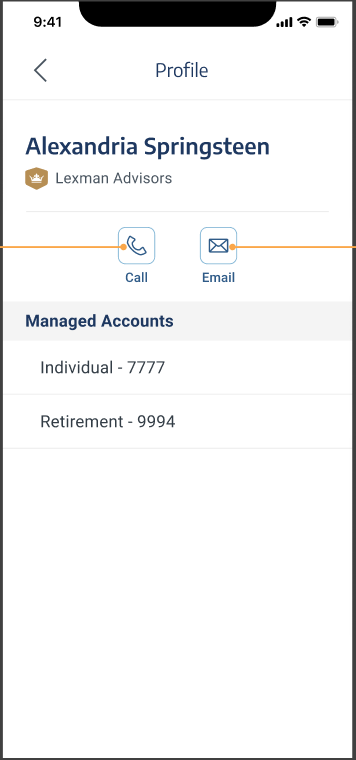 9:41
Profile
Alexandria Springsteen
Lexman Advisors
Call Email
Managed Accounts
Individual - 7777
Retirement - 9994